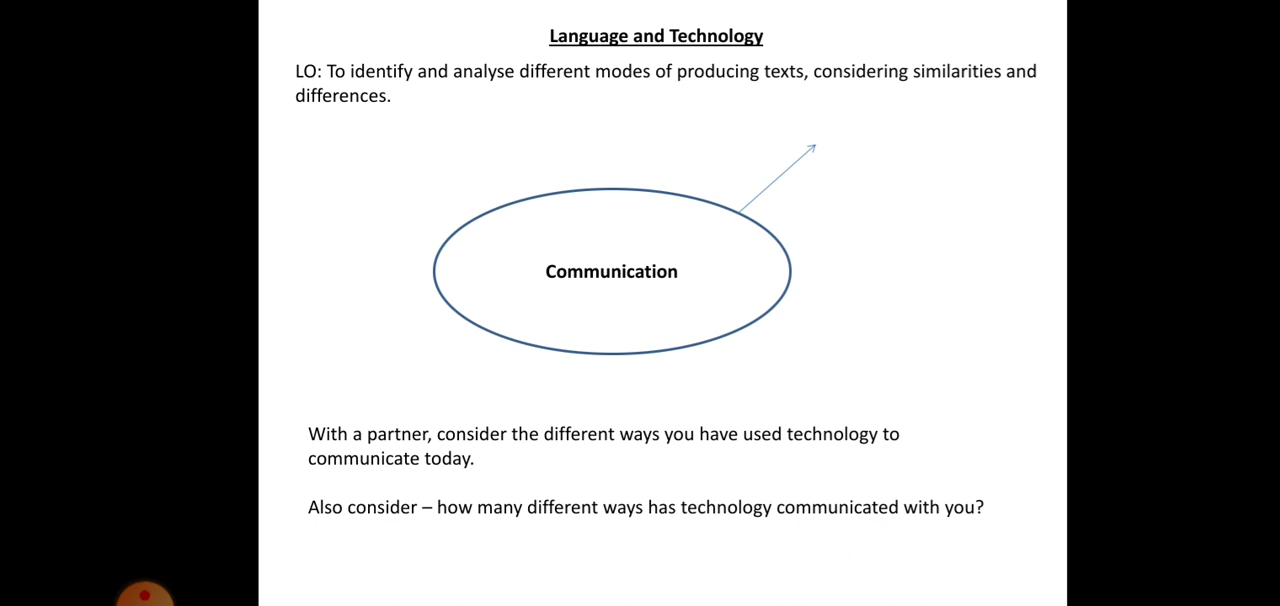 Language and Technology
LO: To identify and analyse different modes of producing texts, considering similarities and
differences.
Communication
With a partner, consider the different ways you have used technology to
communicate today.
Also consider – how many different ways has technology communicated with you?